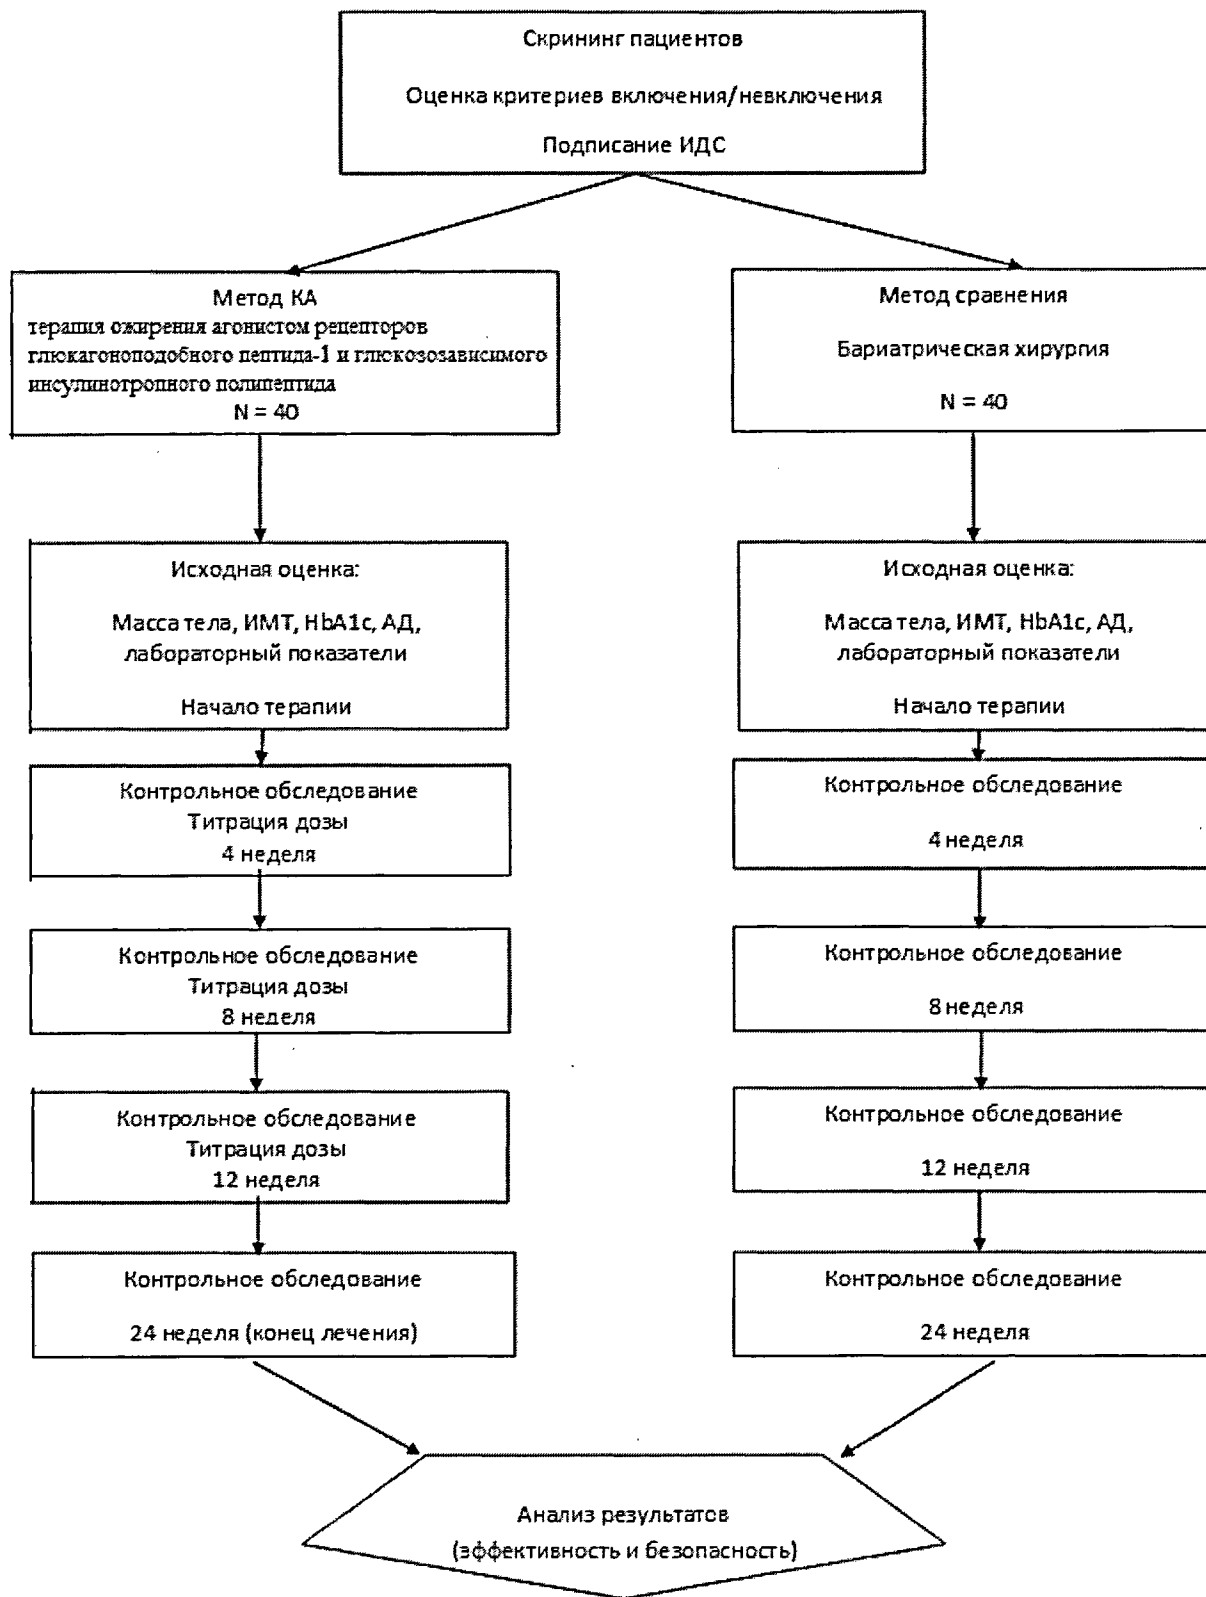 Скрининг пациентов
Оценка критериев включения/невключения
Подписание ИДС
Метод КА
терапия ожирения агонистом рецепторов
глюкагоноподобного пептида-1 и глюкозозависимого
инсулинотропного полипептида
N = 40
Метод сравнения
Бариатрическая хирургия
N = 40
Исходная оценка:
Масса тела, ИМТ, HbA1c, АД,
лабораторный показатели
Начало терапии
Исходная оценка:
Масса тела, ИМТ, HbA1c, АД,
лабораторный показатели
Начало терапии
Контрольное обследование
Титрация дозы
4 неделя
Контрольное обследование
4 неделя
Контрольное обследование
Титрация дозы
8 неделя
Контрольное обследование
8 неделя
Контрольное обследование
Титрация дозы
12 неделя
Контрольное обследование
12 неделя
Контрольное обследование
24 неделя (конец лечения)
Контрольное обследование
24 неделя
Анализ результатов
(эффективность и безопасность)